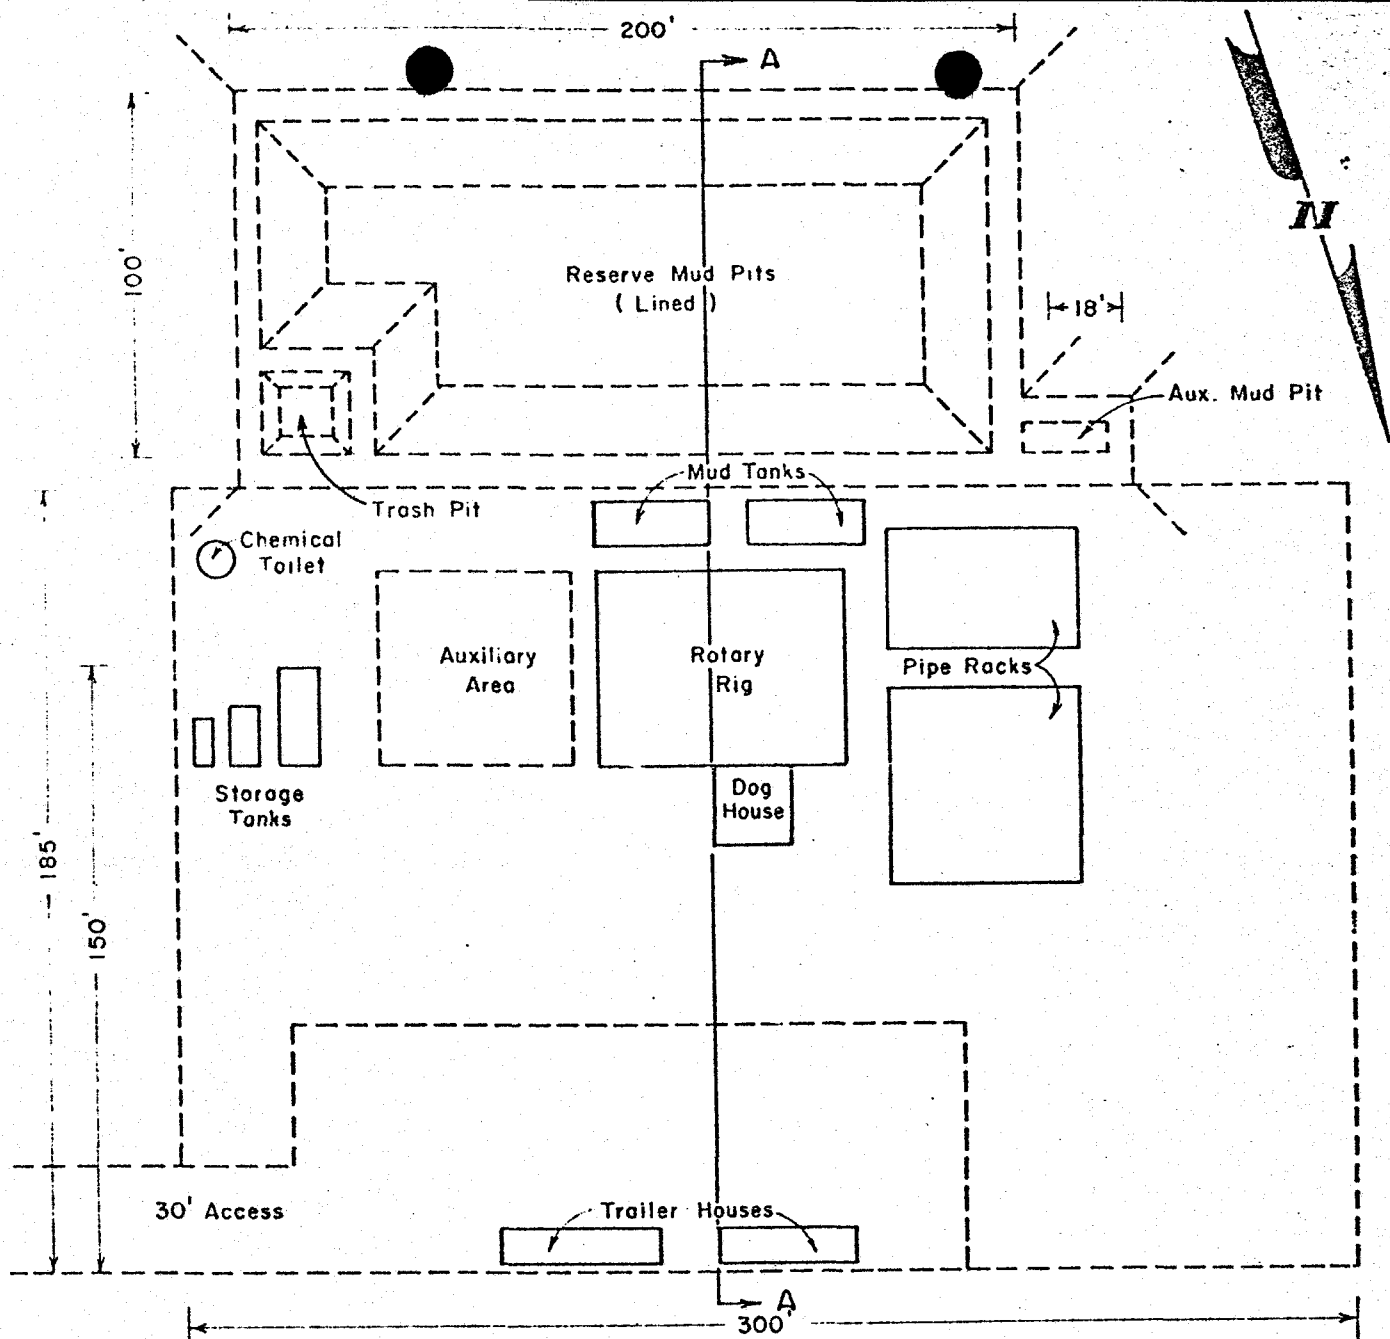 200'
A
N
100'
Reserve Mud Pits
( Lined )
18'
Aux. Mud Pit
Mud Tanks
Trash Pit
Chemical
Toilet
Auxiliary
Area
Rotary
Rig
Pipe Racks
Storage
Tanks
Dog
House
185'
150'
30' Access
Trailer Houses
A
300'